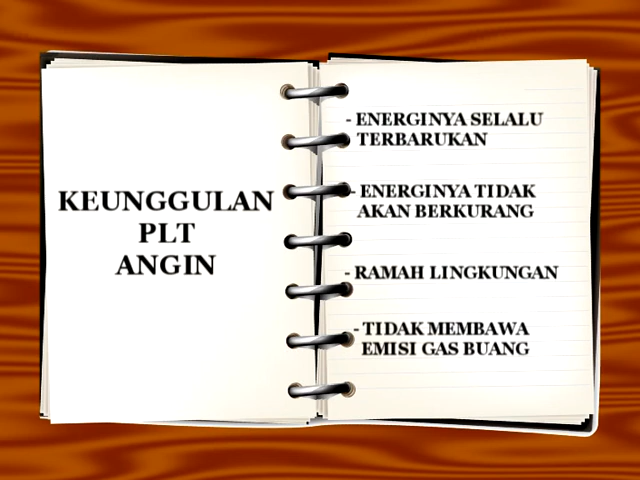 KEUNGGULAN
PLT
ANGIN
- ENERGINYA SELALU
TERBARUKAN
- ENERGINYA TIDAK
AKAN BERKURANG
- RAMAH LINGKUNGAN
- TIDAK MEMBAWA
EMISI GAS BUANG